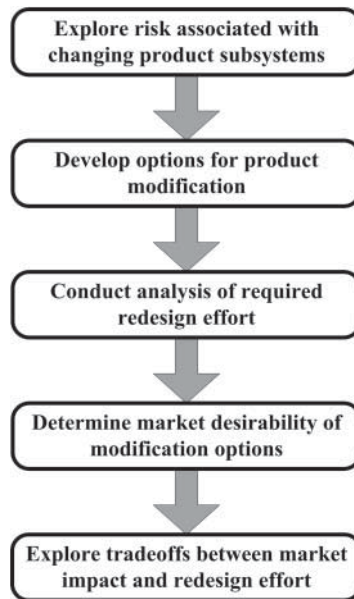 Explore risk associated with
changing product subsystems
Develop options for product
modification
Conduct analysis of required
redesign effort
Determine market desirability of
modification options
Explore tradeoffs between market
impact and redesign effort